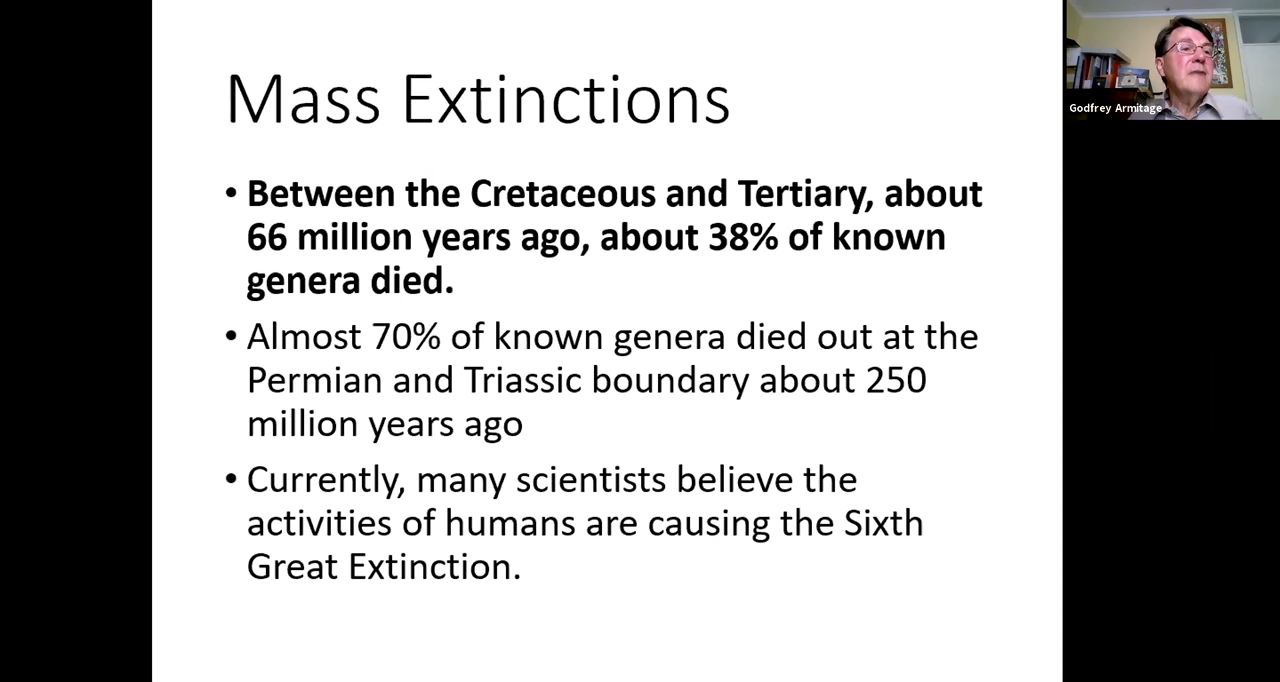 Mass Extinctions
• Between the Cretaceous and Tertiary, about
66 million years ago, about 38% of known
genera died.
• Almost 70% of known genera died out at the
Permian and Triassic boundary about 250
million years ago
• Currently, many scientists believe the
activities of humans are causing the Sixth
Great Extinction.
Godfrey Armitage